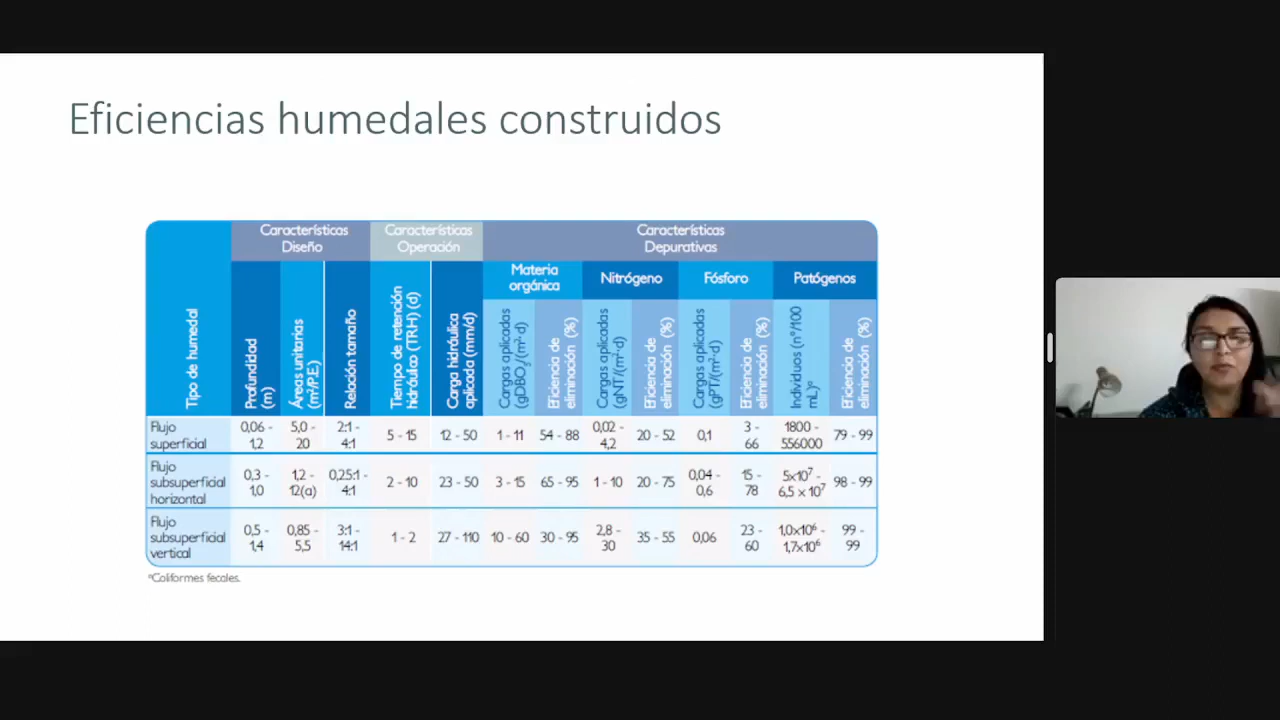 Eficiencias humedales construidos
Características Diseño
Características Operación
Características Depurativas
Materia orgánica
Nitrógeno
Fósforo
Patógenos
Tipo de humedal
Profundidad (m)
Áreas unitarias (m²/P.E)
Relación tamaño
Tiempo de retención hidráulico (TRH) (d)
Carga hidráulica aplicada (mm/d)
Cargas aplicadas (gDBO₅/(m²·d)
Eficiencia de eliminación (%)
Cargas aplicadas (gNT/(m²·d)
Eficiencia de eliminación (%)
Cargas aplicadas (gPT/(m²·d)
Eficiencia de eliminación (%)
Individuos (n°/100 mL)ª
Eficiencia de eliminación (%)
Flujo superficial 0,06 - 1,2 5,0 - 20 2:1 - 4:1 5 - 15 12 - 50 1 - 11 54 - 88 0,02 - 4,2 20 - 52 0,1 3 - 66 1800 - 556000 79 - 99
Flujo subsuperficial horizontal 0,3 - 1,0 1,2 - 12(a) 0,25:1 - 4:1 2 - 10 23 - 50 3 - 15 65 - 95 1 - 10 20 - 75 0,04 - 0,6 15 - 78 5x10⁷ - 6,5 x 10⁷ 98 - 99
Flujo subsuperficial vertical 0,5 - 1,4 0,85 - 5,5 3:1 - 14:1 1 - 2 27 - 110 10 - 60 30 - 95 2,8 - 30 35 - 55 0,06 23 - 60 1,0x10⁶ - 1,7x10⁶ 99 - 99
ªColiformes fecales.